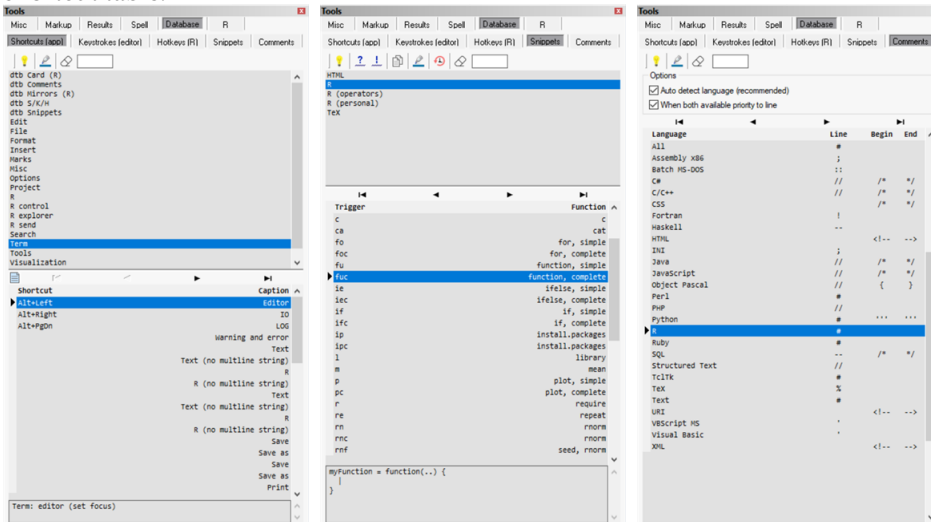 Tools
Misc Markup Results Spell Database R
Shortcuts (app) Keystrokes (editor) Hotkeys (R) Snippets Comments
dtb Card (R)
dtb Comments
dtb Mirrors (R)
dtb S/K/H
dtb Snippets
Edit
File
Format
Insert
Marks
Misc
Options
Project
R
R control
R explorer
R send
Search
Term
Tools
Visualization
Shortcut Caption
Alt+Left Editor
Alt+Right IO
Alt+PgDn LOG
Warning and error
Text
Text (no multline string)
R
R (no multline string)
Text
Text (no multline string)
R
R (no multline string)
Save
Save as
Save
Save as
Print
Term: editor (set focus)
Tools
Misc Markup Results Spell Database R
Shortcuts (app) Keystrokes (editor) Hotkeys (R) Snippets Comments
HTML
R
R (operators)
R (personal)
TeX
Trigger Function
c c
ca cat
fo for, simple
foc for, complete
fu function, simple
fuc function, complete
ie ifelse, simple
iec ifelse, complete
if if, simple
ifc if, complete
ip install.packages
ipc install.packages
l library
m mean
p plot, simple
pc plot, complete
r require
re repeat
rn rnorm
rnc rnorm
rnf seed, rnorm
myFunction = function(..) {
|
}
Tools
Misc Markup Results Spell Database R
Shortcuts (app) Keystrokes (editor) Hotkeys (R) Snippets Comments
Options
Auto detect language (recommended)
When both available priority to line
Language Line Begin End
All #
Assembly x86 ;
Batch MS-DOS ::
C# // /* */
C/C++ // /* */
CSS /* */
Fortran !
Haskell --
HTML <!-- -->
INI ;
Java // /* */
JavaScript // /* */
Object Pascal // { }
Perl #
PHP //
Python # ''' '''
R #
Ruby #
SQL -- /* */
Structured Text //
TclTk #
TeX %
Text #
URI <!-- -->
VBScript MS '
Visual Basic '
XML <!-- -->